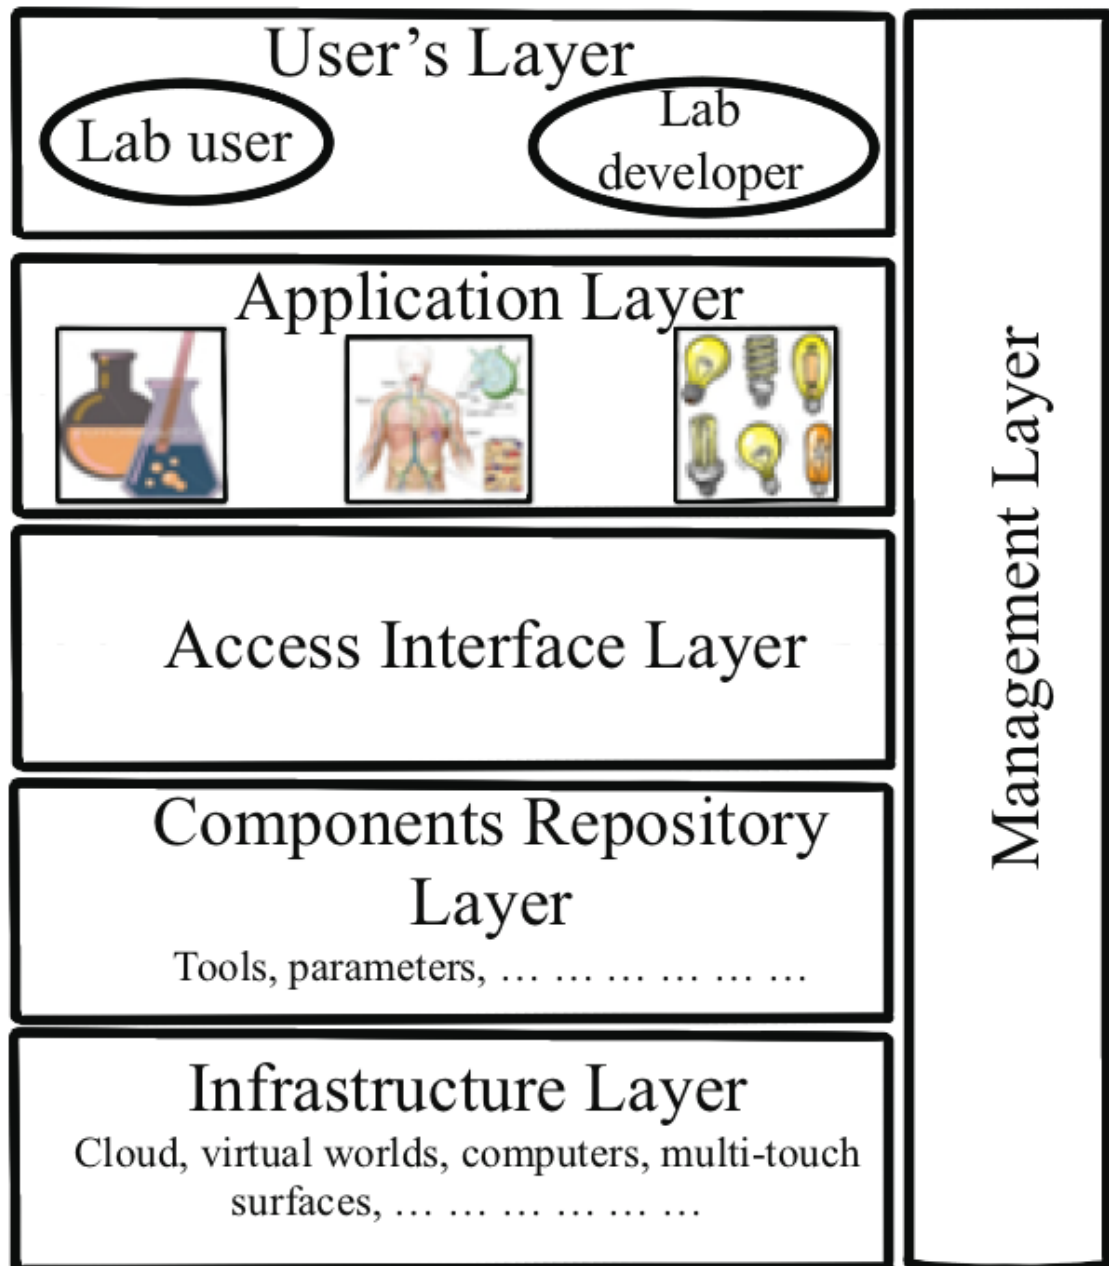 User’s Layer
Lab user
Lab
developer
Application Layer
Access Interface Layer
Components Repository
Layer
Tools, parameters, … … … … … …
Infrastructure Layer
Cloud, virtual worlds, computers, multi-touch
surfaces, … … … … … …
Management Layer